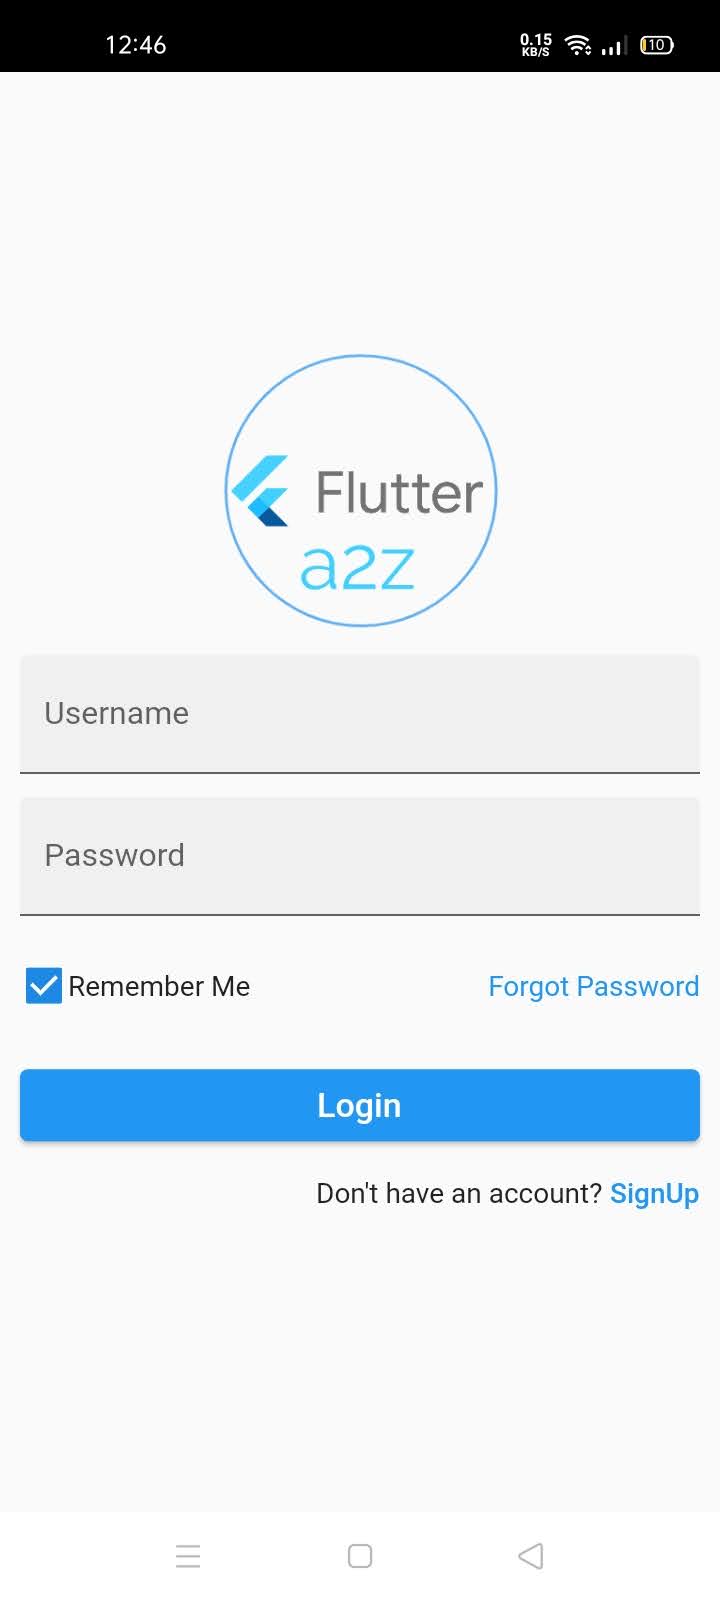 12:46
0.15
KB/S
10
Flutter
a2z
Username
Password
Remember Me
Forgot Password
Login
Don't have an account? SignUp